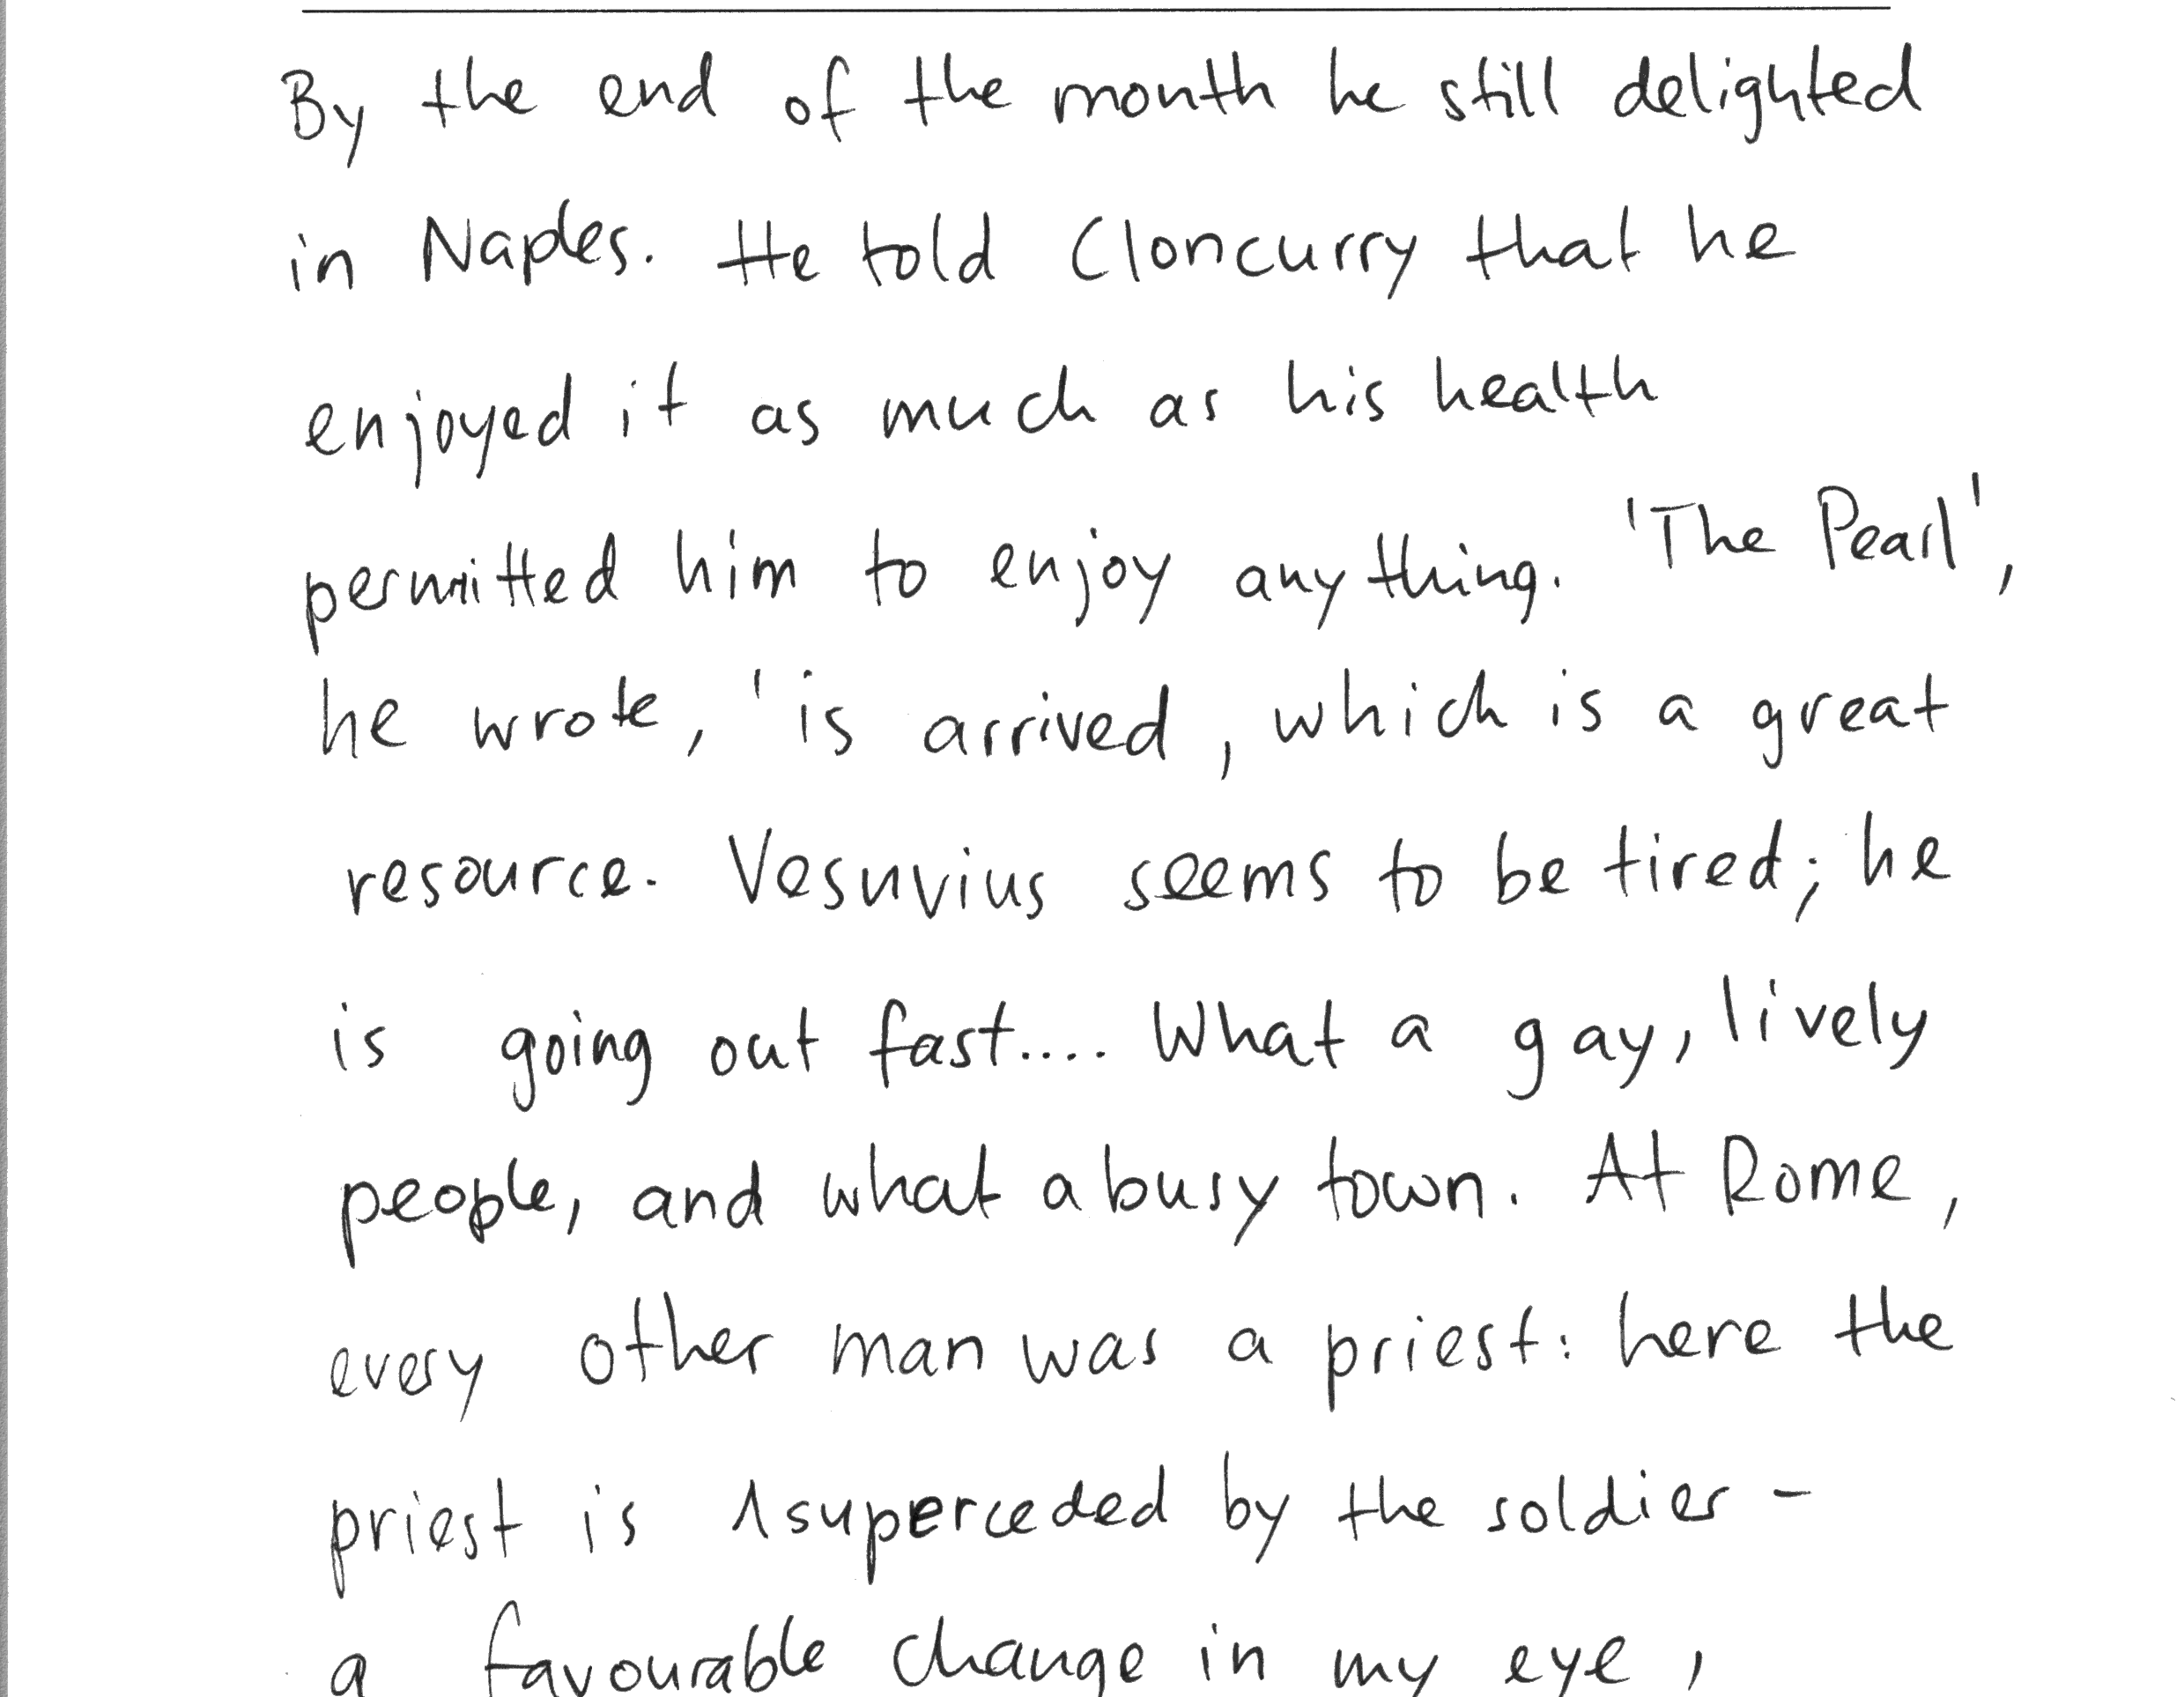 By the end of the month he still delighted
in Naples. He told Cloncurry that he
enjoyed it as much as his health
permitted him to enjoy anything. 'The Pearl',
he wrote, 'is arrived, which is a great
resource. Vesuvius seems to be tired; he
is going out fast.... What a gay, lively
people, and what a busy town. At Rome,
every other man was a priest: here the
priest is superceded by the soldier -
a favourable change in my eye,